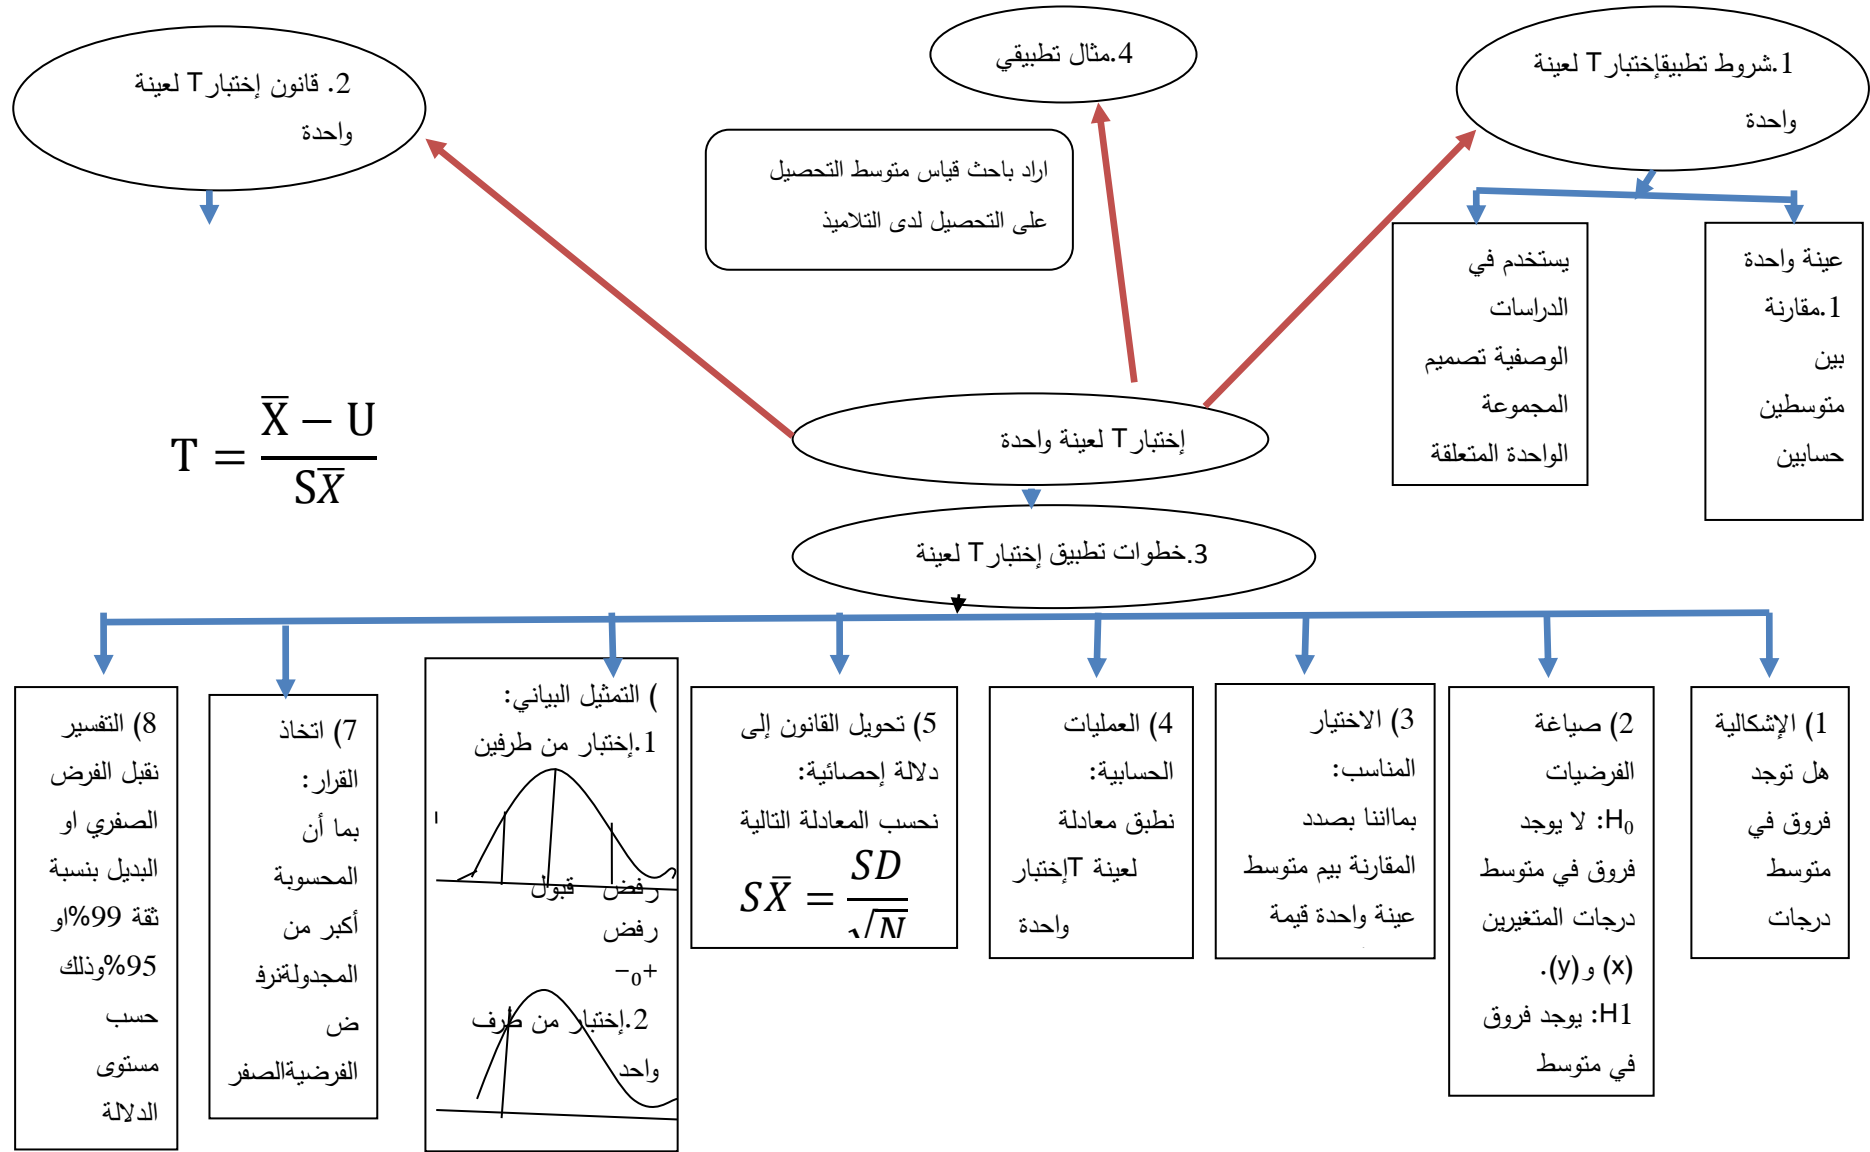 1.شروط تطبيقإختبار T لعينة
واحدة
4.مثال تطبيقي
2. قانون إختبار T لعينة
واحدة
اراد باحث قياس متوسط التحصيل
على التحصيل لدى التلاميذ
عينة واحدة
1.مقارنة
بين
متوسطين
حسابين
يستخدم في
الدراسات
الوصفية تصميم
المجموعة
الواحدة المتعلقة
T = (X̅ − U) / SX̅
إختبار T لعينة واحدة
3.خطوات تطبيق إختبار T لعينة
1) الإشكالية
هل توجد
فروق في
متوسط
درجات
2) صياغة
الفرضيات
H₀: لا يوجد
فروق في متوسط
درجات المتغيرين
(x) و (y).
H1: يوجد فروق
في متوسط
3) الاختيار
المناسب:
بمااننا بصدد
المقارنة بيم متوسط
عينة واحدة قيمة
4) العمليات
الحسابية:
نطبق معادلة
إختبارT لعينة
واحدة
5) تحويل القانون إلى
دلالة إحصائية:
نحسب المعادلة التالية
SX̅ = SD / √N
) التمثيل البياني:
1.إختبار من طرفين
رفض قبول
رفض
−₀+
2.إختبار من طرف
واحد
7) اتخاذ
القرار:
بما أن
المحسوبة
أكبر من
المجدولةنرف
ض
الفرضيةالصفر
8) التفسير
نقبل الفرض
الصفري او
البديل بنسبة
ثقة 99%او
95%وذلك
حسب
مستوى
الدلالة